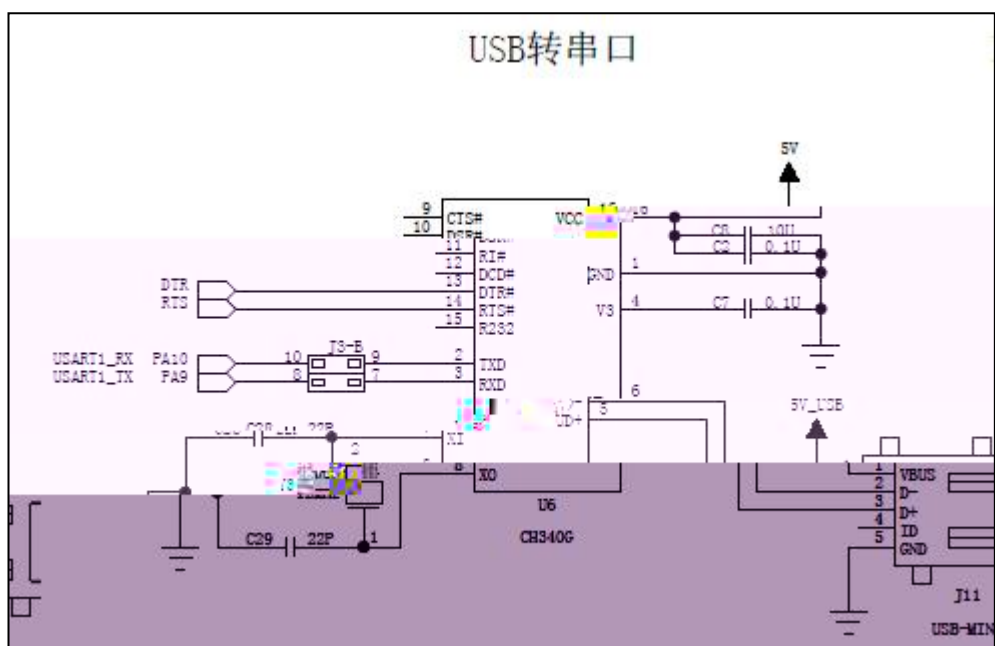 USB转串口
5V
9 CTS# VCC
10
C8 10U
11
C2 0.1U
12 RI#
13 DCD# GND 1
DTR DTR#
RTS 14 RTS# V3 4 C7 0.1U
15 R232
J3-B
USART1_RX PA10 10 9 2 TXD
USART1_TX PA9 8 7 3 RXD
6
5V_USB
UD+ 5
XI
2
8 XO
1 VBUS
2 D-
3 D+
4 ID
5 GND
U6
C29 22P 1 CH340G
J11
USB-MIN